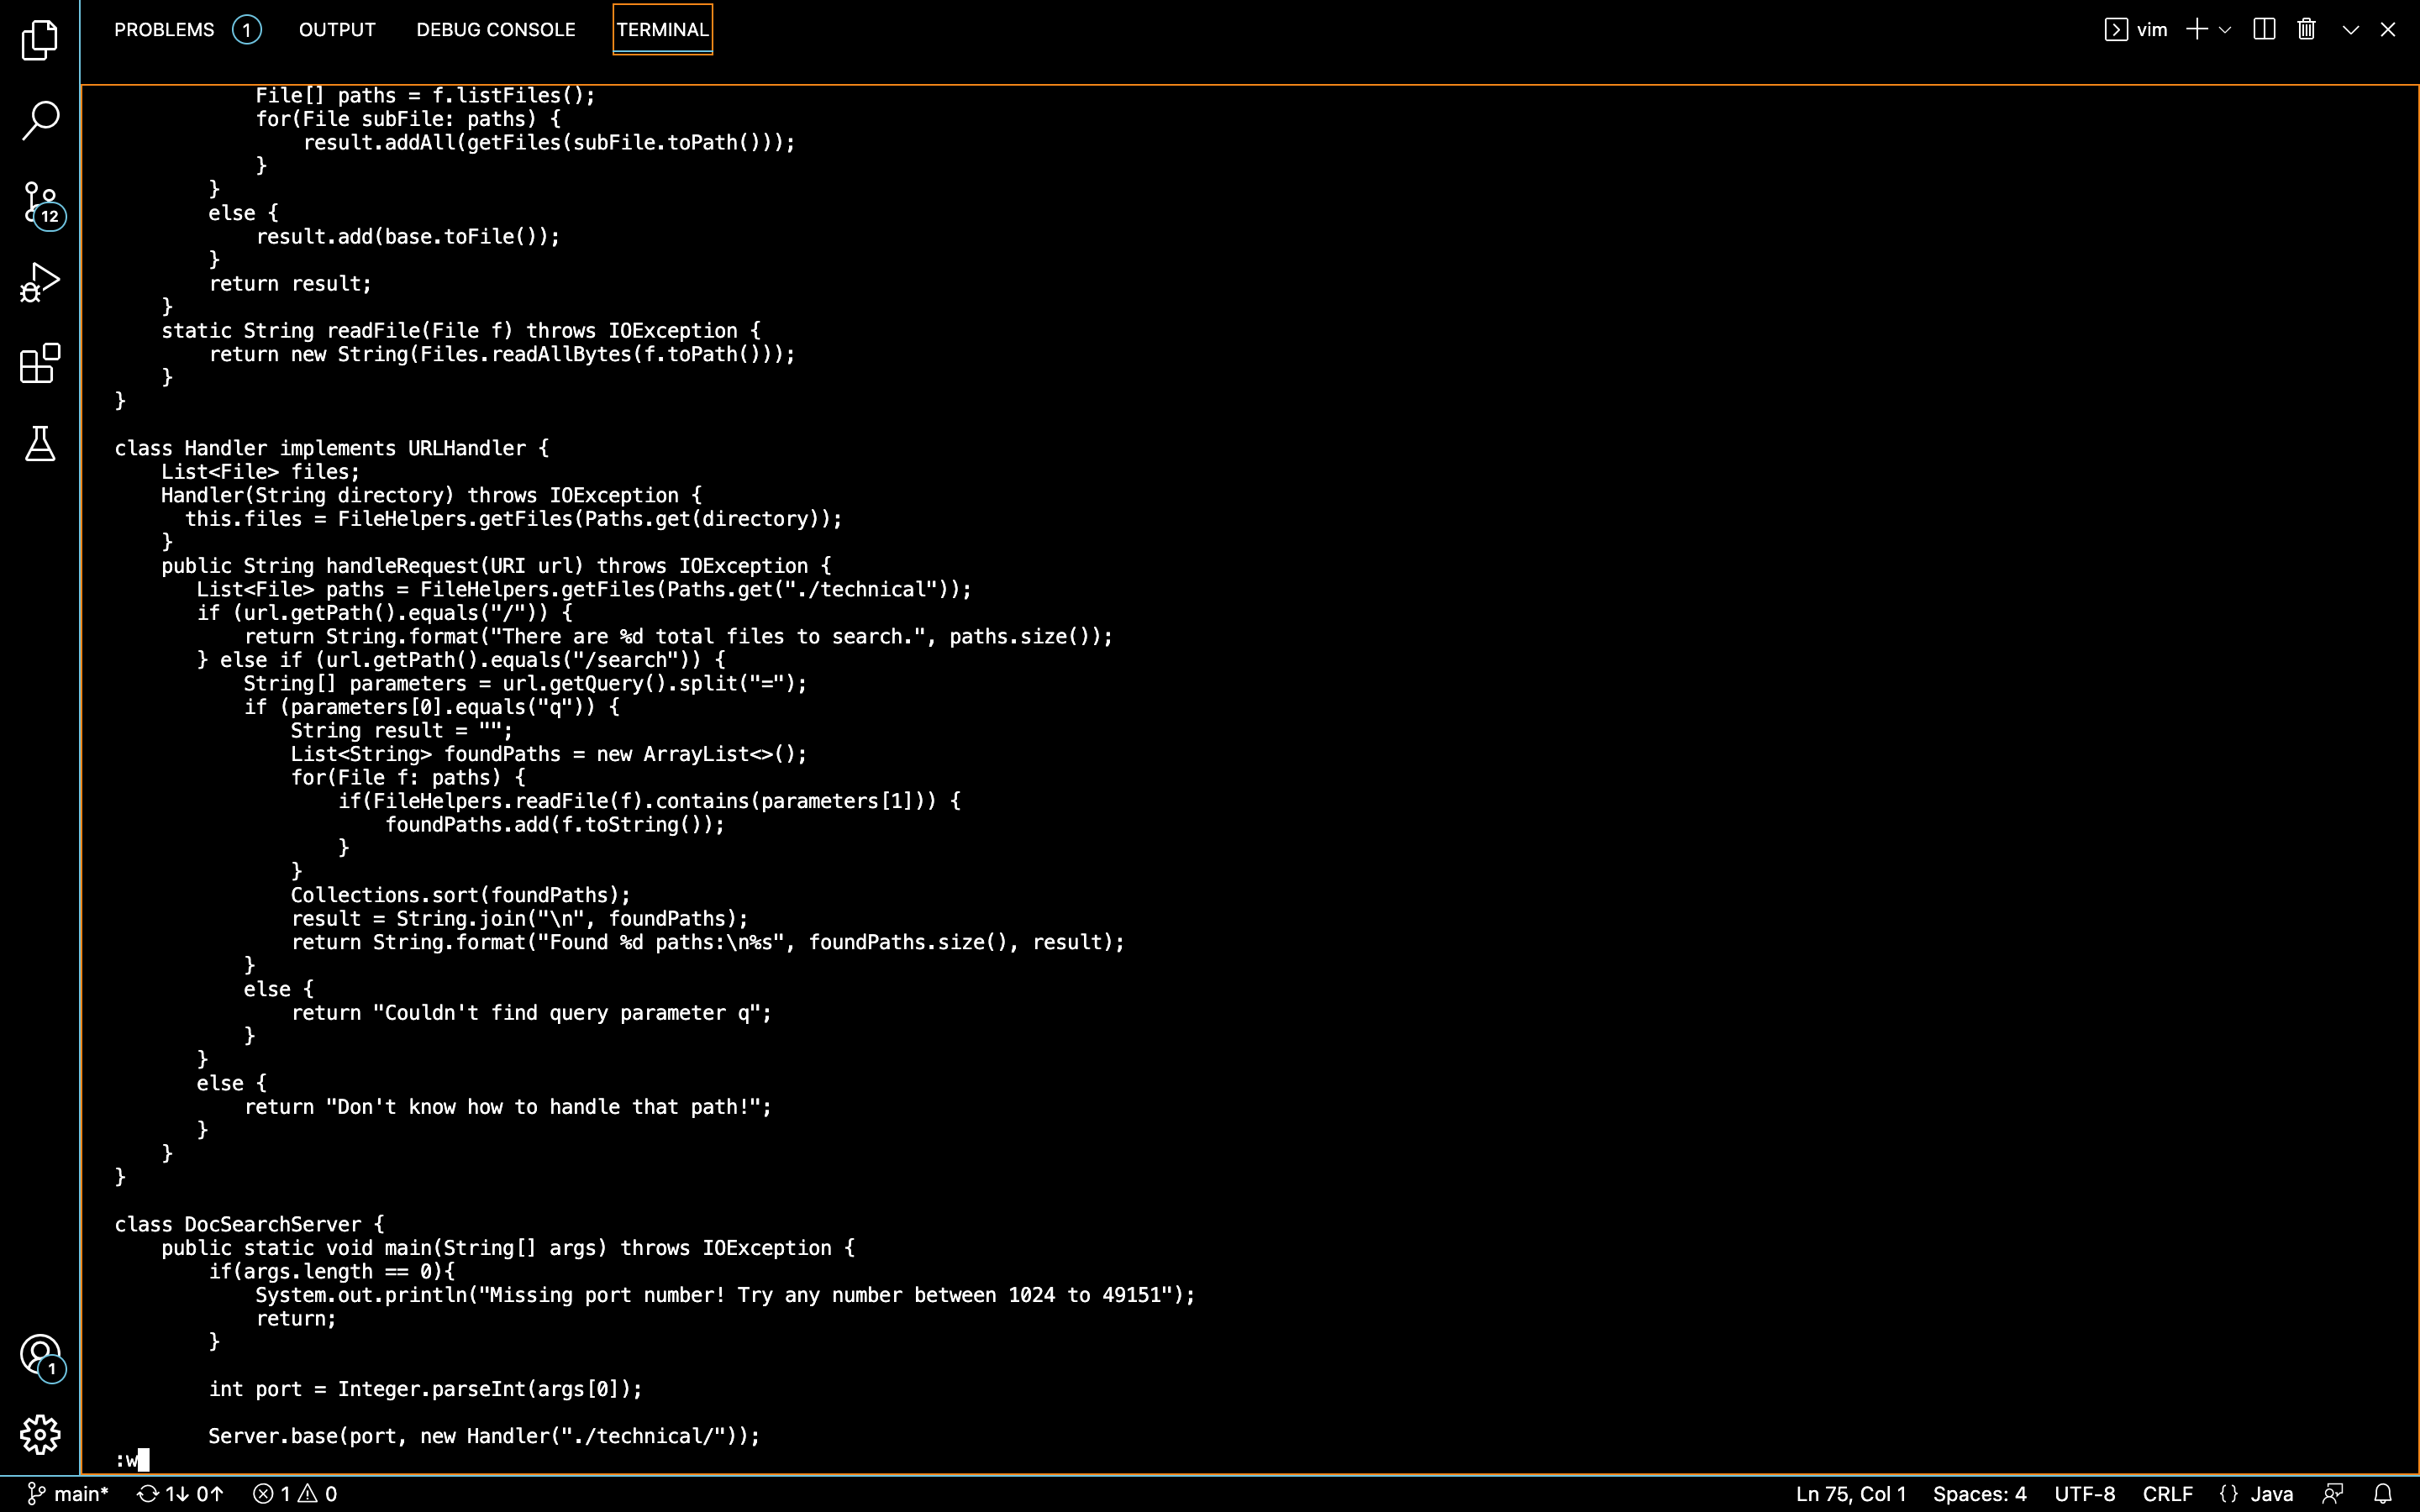 PROBLEMS 1 OUTPUT DEBUG CONSOLE TERMINAL vim
            File[] paths = f.listFiles();
            for(File subFile: paths) {
                result.addAll(getFiles(subFile.toPath()));
            }
        }
        else {
            result.add(base.toFile());
        }
        return result;
    }
    static String readFile(File f) throws IOException {
        return new String(Files.readAllBytes(f.toPath()));
    }
}
class Handler implements URLHandler {
    List<File> files;
    Handler(String directory) throws IOException {
      this.files = FileHelpers.getFiles(Paths.get(directory));
    }
    public String handleRequest(URI url) throws IOException {
       List<File> paths = FileHelpers.getFiles(Paths.get("./technical"));
       if (url.getPath().equals("/")) {
           return String.format("There are %d total files to search.", paths.size());
       } else if (url.getPath().equals("/search")) {
           String[] parameters = url.getQuery().split("=");
           if (parameters[0].equals("q")) {
               String result = "";
               List<String> foundPaths = new ArrayList<>();
               for(File f: paths) {
                   if(FileHelpers.readFile(f).contains(parameters[1])) {
                       foundPaths.add(f.toString());
                   }
               }
               Collections.sort(foundPaths);
               result = String.join("\n", foundPaths);
               return String.format("Found %d paths:\n%s", foundPaths.size(), result);
           }
           else {
               return "Couldn't find query parameter q";
           }
       }
       else {
           return "Don't know how to handle that path!";
       }
    }
}
class DocSearchServer {
    public static void main(String[] args) throws IOException {
        if(args.length == 0){
            System.out.println("Missing port number! Try any number between 1024 to 49151");
            return;
        }
        int port = Integer.parseInt(args[0]);
        Server.base(port, new Handler("./technical/"));
:w
12
1
main* 1↓ 0↑ 1 0 Ln 75, Col 1 Spaces: 4 UTF-8 CRLF {} Java